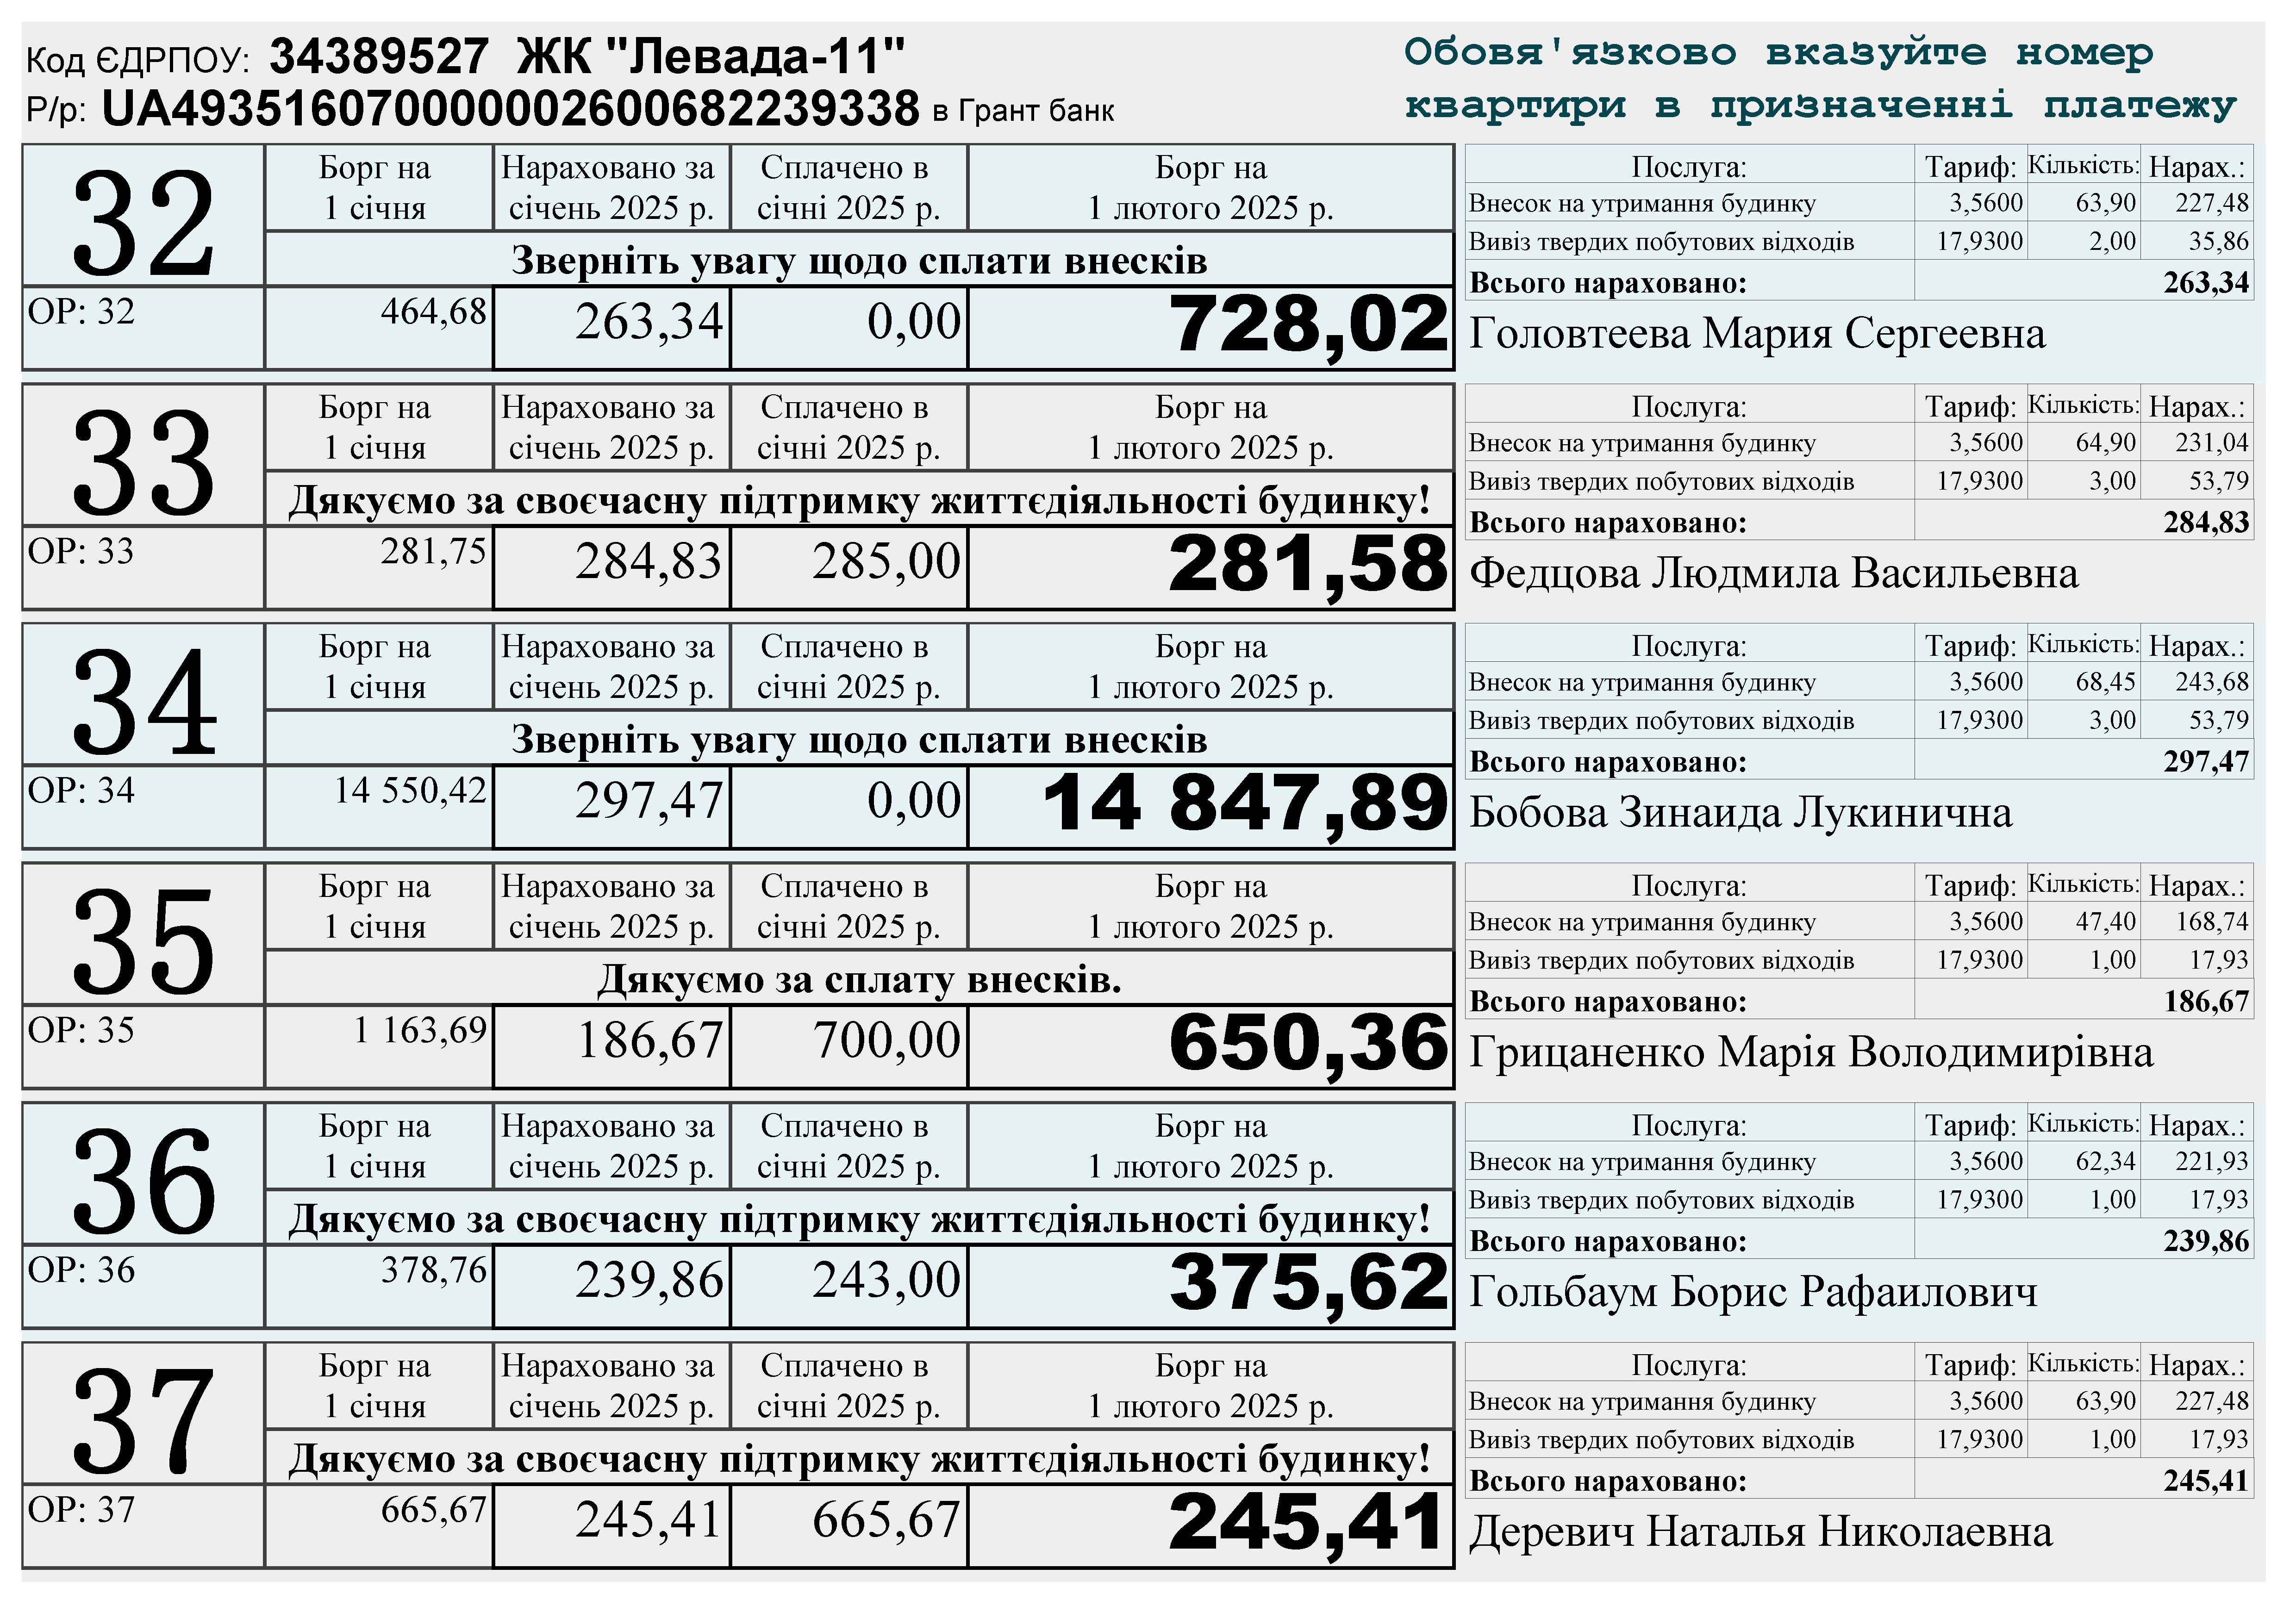 Код ЄДРПОУ: 34389527 ЖК "Левада-11"
Р/р: UA493516070000002600682239338 в Грант банк
Обовя'язково вказуйте номер
квартири в призначенні платежу
32
Борг на
1 січня
Нараховано за
січень 2025 р.
Сплачено в
січні 2025 р.
Борг на
1 лютого 2025 р.
Зверніть увагу щодо сплати внесків
ОР: 32 464,68 263,34 0,00 728,02
Послуга: Тариф: Кількість: Нарах.:
Внесок на утримання будинку 3,5600 63,90 227,48
Вивіз твердих побутових відходів 17,9300 2,00 35,86
Всього нараховано: 263,34
Головтеева Мария Сергеевна
33
Борг на
1 січня
Нараховано за
січень 2025 р.
Сплачено в
січні 2025 р.
Борг на
1 лютого 2025 р.
Дякуємо за своєчасну підтримку життєдіяльності будинку!
ОР: 33 281,75 284,83 285,00 281,58
Послуга: Тариф: Кількість: Нарах.:
Внесок на утримання будинку 3,5600 64,90 231,04
Вивіз твердих побутових відходів 17,9300 3,00 53,79
Всього нараховано: 284,83
Федцова Людмила Васильевна
34
Борг на
1 січня
Нараховано за
січень 2025 р.
Сплачено в
січні 2025 р.
Борг на
1 лютого 2025 р.
Зверніть увагу щодо сплати внесків
ОР: 34 14 550,42 297,47 0,00 14 847,89
Послуга: Тариф: Кількість: Нарах.:
Внесок на утримання будинку 3,5600 68,45 243,68
Вивіз твердих побутових відходів 17,9300 3,00 53,79
Всього нараховано: 297,47
Бобова Зинаида Лукинична
35
Борг на
1 січня
Нараховано за
січень 2025 р.
Сплачено в
січні 2025 р.
Борг на
1 лютого 2025 р.
Дякуємо за сплату внесків.
ОР: 35 1 163,69 186,67 700,00 650,36
Послуга: Тариф: Кількість: Нарах.:
Внесок на утримання будинку 3,5600 47,40 168,74
Вивіз твердих побутових відходів 17,9300 1,00 17,93
Всього нараховано: 186,67
Грицаненко Марія Володимирівна
36
Борг на
1 січня
Нараховано за
січень 2025 р.
Сплачено в
січні 2025 р.
Борг на
1 лютого 2025 р.
Дякуємо за своєчасну підтримку життєдіяльності будинку!
ОР: 36 378,76 239,86 243,00 375,62
Послуга: Тариф: Кількість: Нарах.:
Внесок на утримання будинку 3,5600 62,34 221,93
Вивіз твердих побутових відходів 17,9300 1,00 17,93
Всього нараховано: 239,86
Гольбаум Борис Рафаилович
37
Борг на
1 січня
Нараховано за
січень 2025 р.
Сплачено в
січні 2025 р.
Борг на
1 лютого 2025 р.
Дякуємо за своєчасну підтримку життєдіяльності будинку!
ОР: 37 665,67 245,41 665,67 245,41
Послуга: Тариф: Кількість: Нарах.:
Внесок на утримання будинку 3,5600 63,90 227,48
Вивіз твердих побутових відходів 17,9300 1,00 17,93
Всього нараховано: 245,41
Деревич Наталья Николаевна